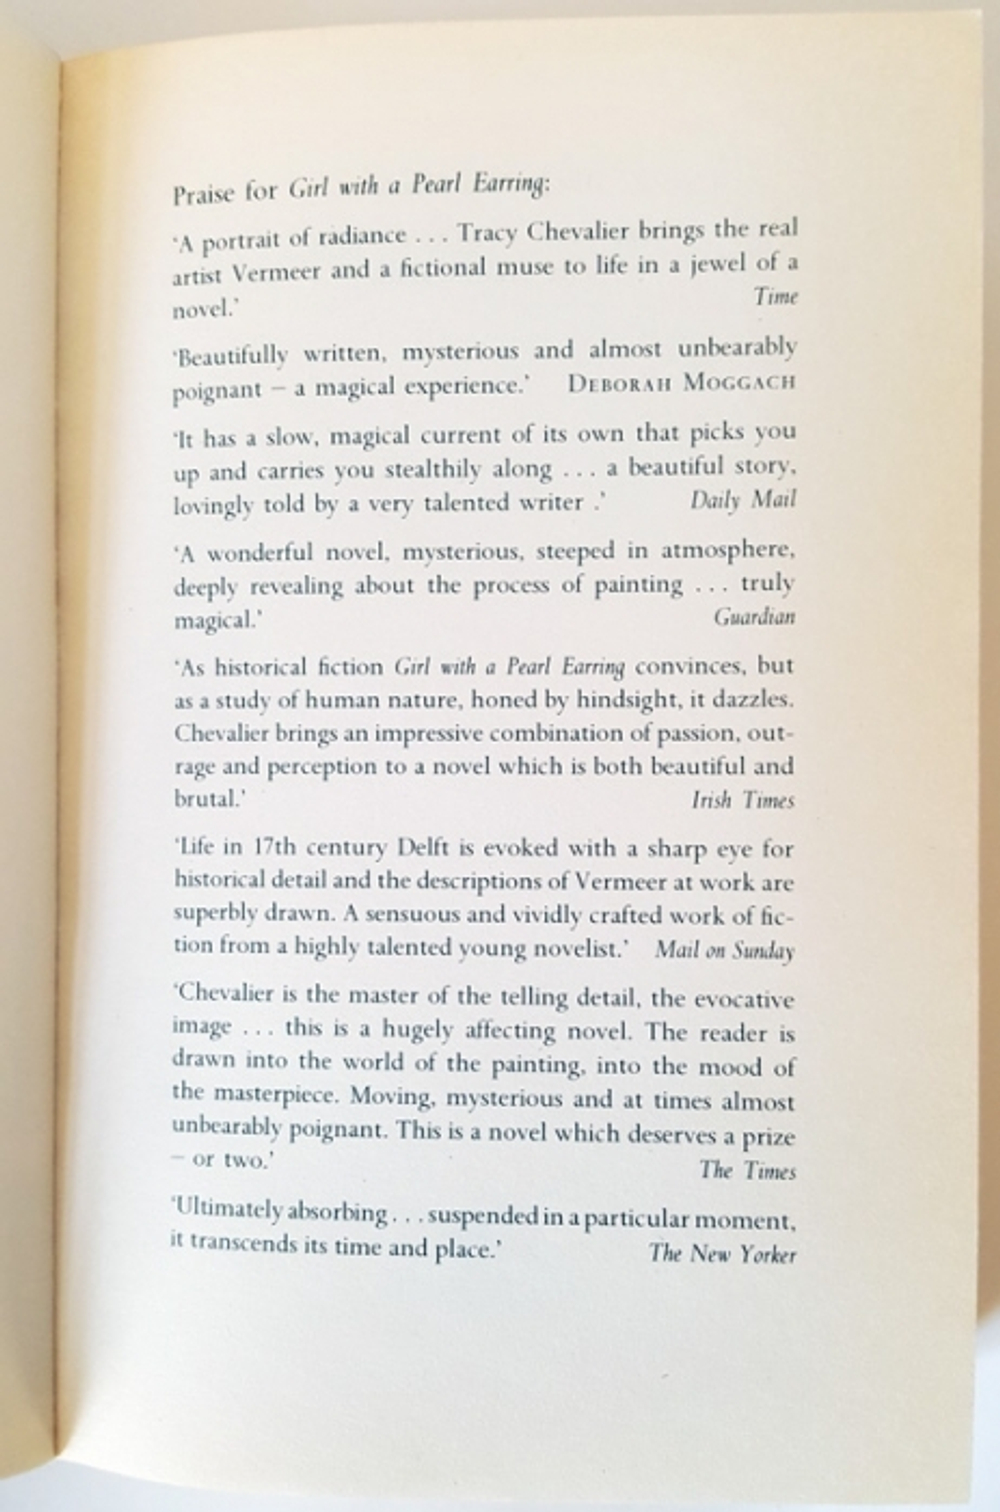 Praise for Girl with a Pearl Earring:
‘A portrait of radiance . . . Tracy Chevalier brings the real
artist Vermeer and a fictional muse to life in a jewel of a
novel.’ Time
‘Beautifully written, mysterious and almost unbearably
poignant – a magical experience.’ DEBORAH MOGGACH
‘It has a slow, magical current of its own that picks you
up and carries you stealthily along . . . a beautiful story,
lovingly told by a very talented writer .’ Daily Mail
‘A wonderful novel, mysterious, steeped in atmosphere,
deeply revealing about the process of painting . . . truly
magical.’ Guardian
‘As historical fiction Girl with a Pearl Earring convinces, but
as a study of human nature, honed by hindsight, it dazzles.
Chevalier brings an impressive combination of passion, out-
rage and perception to a novel which is both beautiful and
brutal.’ Irish Times
‘Life in 17th century Delft is evoked with a sharp eye for
historical detail and the descriptions of Vermeer at work are
superbly drawn. A sensuous and vividly crafted work of fic-
tion from a highly talented young novelist.’ Mail on Sunday
‘Chevalier is the master of the telling detail, the evocative
image . . . this is a hugely affecting novel. The reader is
drawn into the world of the painting, into the mood of
the masterpiece. Moving, mysterious and at times almost
unbearably poignant. This is a novel which deserves a prize
– or two.’ The Times
‘Ultimately absorbing . . . suspended in a particular moment,
it transcends its time and place.’ The New Yorker